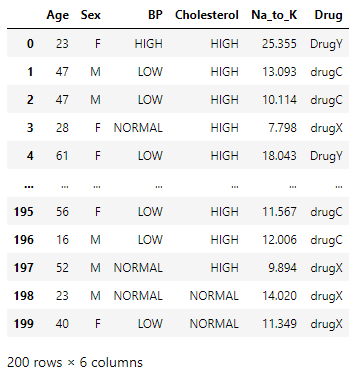 Age Sex BP Cholesterol Na_to_K Drug
0 23 F HIGH HIGH 25.355 DrugY
1 47 M LOW HIGH 13.093 drugC
2 47 M LOW HIGH 10.114 drugC
3 28 F NORMAL HIGH 7.798 drugX
4 61 F LOW HIGH 18.043 DrugY
... ... ... ... ... ... ...
195 56 F LOW HIGH 11.567 drugC
196 16 M LOW HIGH 12.006 drugC
197 52 M NORMAL HIGH 9.894 drugX
198 23 M NORMAL NORMAL 14.020 drugX
199 40 F LOW NORMAL 11.349 drugX
200 rows × 6 columns